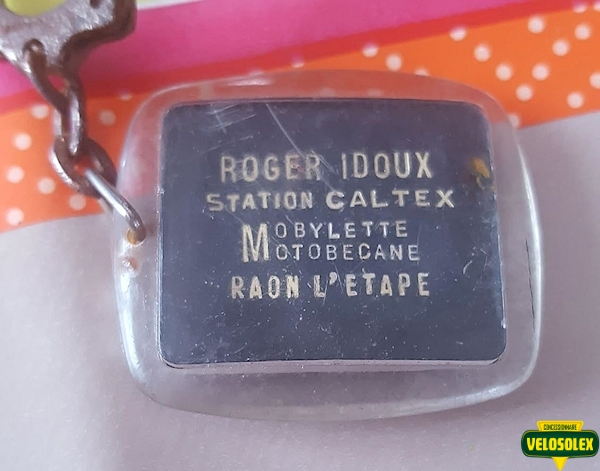 ROGER IDOUX
STATION CALTEX
MOBYLETTE
MOTOBECANE
RAON L'ETAPE
CONCESSIONNAIRE
VELOSOLEX